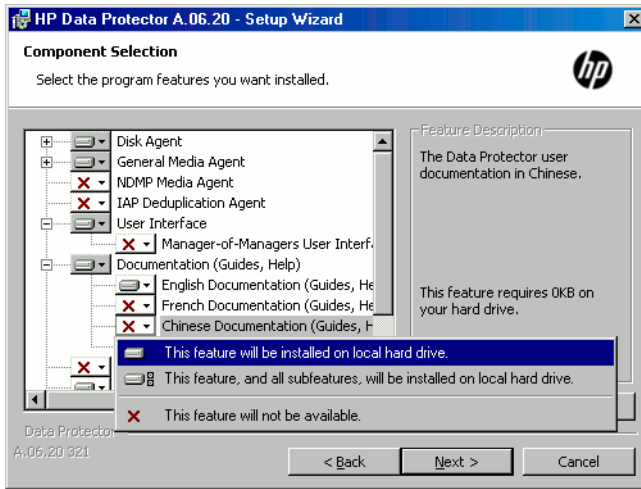 HP Data Protector A.06.20 - Setup Wizard
Component Selection
Select the program features you want installed.
hp
Disk Agent
General Media Agent
NDMP Media Agent
IAP Deduplication Agent
User Interface
Manager-of-Managers User Interf
Documentation (Guides, Help)
English Documentation (Guides, He
French Documentation (Guides, He
Chinese Documentation (Guides, H
Feature Description
The Data Protector user
documentation in Chinese.
This feature requires 0KB on
your hard drive.
This feature will be installed on local hard drive.
This feature, and all subfeatures, will be installed on local hard drive.
This feature will not be available.
Data Protector
A.06.20 321
< Back
Next >
Cancel